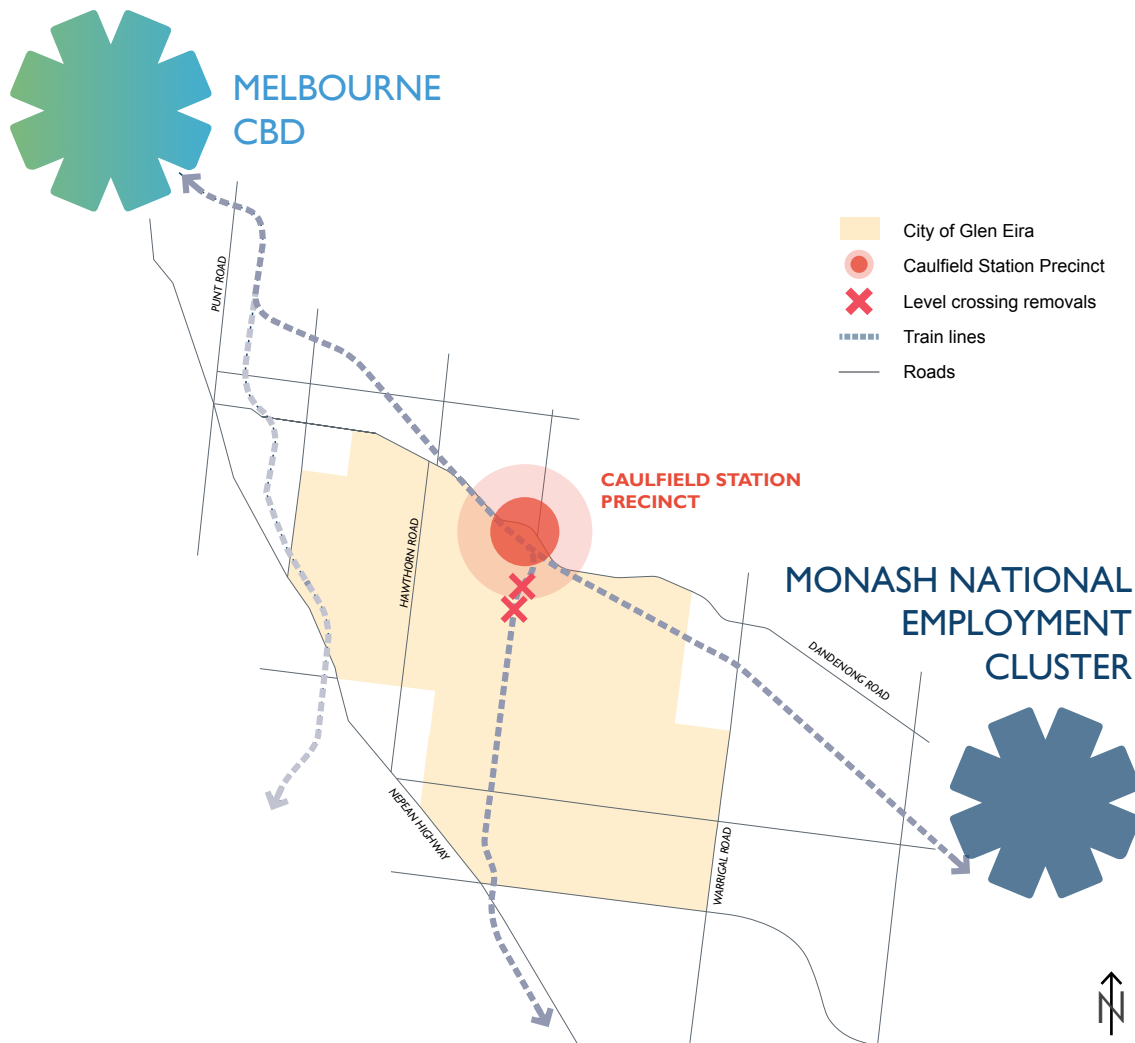 MELBOURNE
CBD
PUNT ROAD
City of Glen Eira
Caulfield Station Precinct
Level crossing removals
Train lines
Roads
CAULFIELD STATION
PRECINCT
HAWTHORN ROAD
MONASH NATIONAL
EMPLOYMENT
CLUSTER
DANDENONG ROAD
NEPEAN HIGHWAY
WARRIGAL ROAD
N